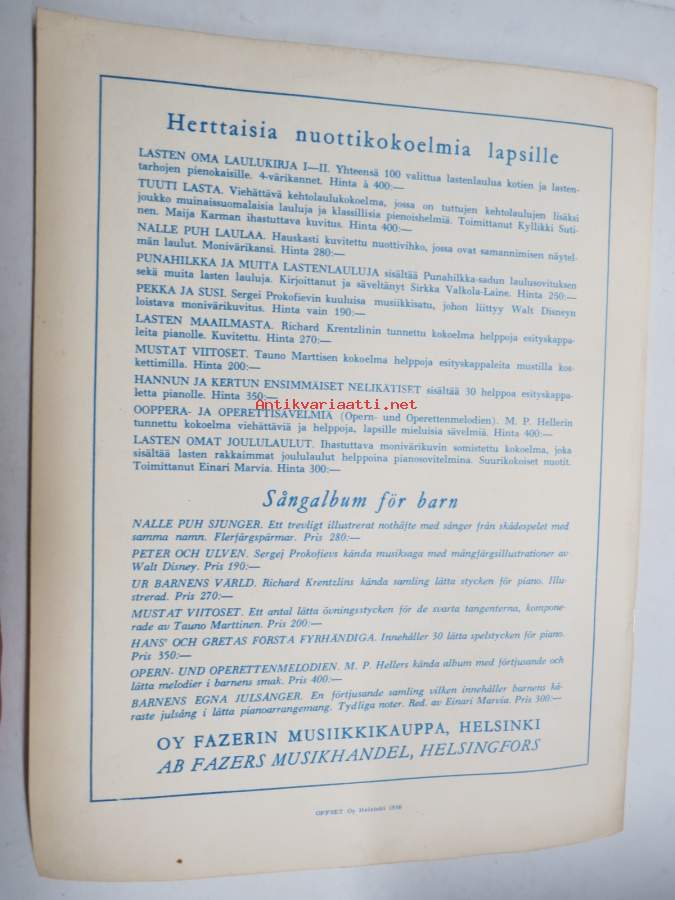 Herttaisia nuottikokoelmia lapsille
LASTEN OMA LAULUKIRJA I—II. Yhteensä 100 valittua lastenlaulua kotien ja lasten-
tarhojen pienokaisille. 4-värikannet. Hinta à 400:—
TUUTI LASTA. Viehättävä kehtolaulukokoelma, jossa on tuttujen kehtolaulujen lisäksi
joukko muinaissuomalaisia lauluja ja klassillisia pienoishelmiä. Toimittanut Kyllikki Suti-
nen. Maija Karman ihastuttava kuvitus. Hinta 400:—
NALLE PUH LAULAA. Hauskasti kuvitettu nuottivihko, jossa ovat samannimisen näytel-
män laulut. Monivärikansi. Hinta 280:—
PUNAHILKKA JA MUITA LASTENLAULUJA sisältää Punahilkka-sadun laulusovituksen
sekä muita lasten lauluja. Kirjoittanut ja säveltänyt Sirkka Valkola-Laine. Hinta 250:—
PEKKA JA SUSI. Sergei Prokofievin kuuluisa musiikkisatu, johon liittyy Walt Disneyn
loistava monivärikuvitus. Hinta vain 190:—
LASTEN MAAILMASTA. Richard Krentzlinin tunnettu kokoelma helppoja esityskappa-
leita pianolle. Kuvitettu. Hinta 270:—
MUSTAT VIITOSET. Tauno Marttisen kokoelma helppoja esityskappaleita mustilla kos-
kettimilla. Hinta 200:—
HANNUN JA KERTUN ENSIMMÄISET NELIKÄTISET sisältää 30 helppoa esityskappa-
letta pianolle. Hinta 350:—
Antikvariaatti.net
OOPPERA- JA OPERETTISÄVELMIÄ (Opern- und Operettenmelodien). M. P. Hellerin
tunnettu kokoelma viehättäviä ja helppoja, lapsille mieluisia sävelmiä. Hinta 400:—
LASTEN OMAT JOULULAULUT. Ihastuttava monivärikuvin somistettu kokoelma, joka
sisältää lasten rakkaimmat joululaulut helppoina pianosovitelmina. Suurikokoiset nuotit.
Toimittanut Einari Marvia. Hinta 300:—
Sångalbum för barn
NALLE PUH SJUNGER. Ett trevligt illustrerat nothäfte med sånger från skådespelet med
samma namn. Flerfärgspärmar. Pris 280:—
PETER OCH ULVEN. Sergej Prokofievs kända musiksaga med mångfärgsillustrationer av
Walt Disney. Pris 190:—
UR BARNENS VÄRLD. Richard Krentzlins kända samling lätta stycken för piano. Illu-
strerad. Pris 270:—
MUSTAT VIITOSET. Ett antal lätta övningsstycken för de svarta tangenterna, kompone-
rade av Tauno Marttinen. Pris 200:—
HANS' OCH GRETAS FÖRSTA FYRHÄNDIGA. Innehåller 30 lätta spelstycken för piano.
Pris 350:—
OPERN- UND OPERETTENMELODIEN. M. P. Hellers kända album med förtjusande och
lätta melodier i barnens smak. Pris 400:—
BARNENS EGNA JULSÅNGER. En förtjusande samling vilken innehåller barnens kä-
raste julsång i lätta pianoarrangemang. Tydliga noter. Red. av Einari Marvia. Pris 300:—
OY FAZERIN MUSIIKKIKAUPPA, HELSINKI
AB FAZERS MUSIKHANDEL, HELSINGFORS
OFFSET Oy Helsinki 1956